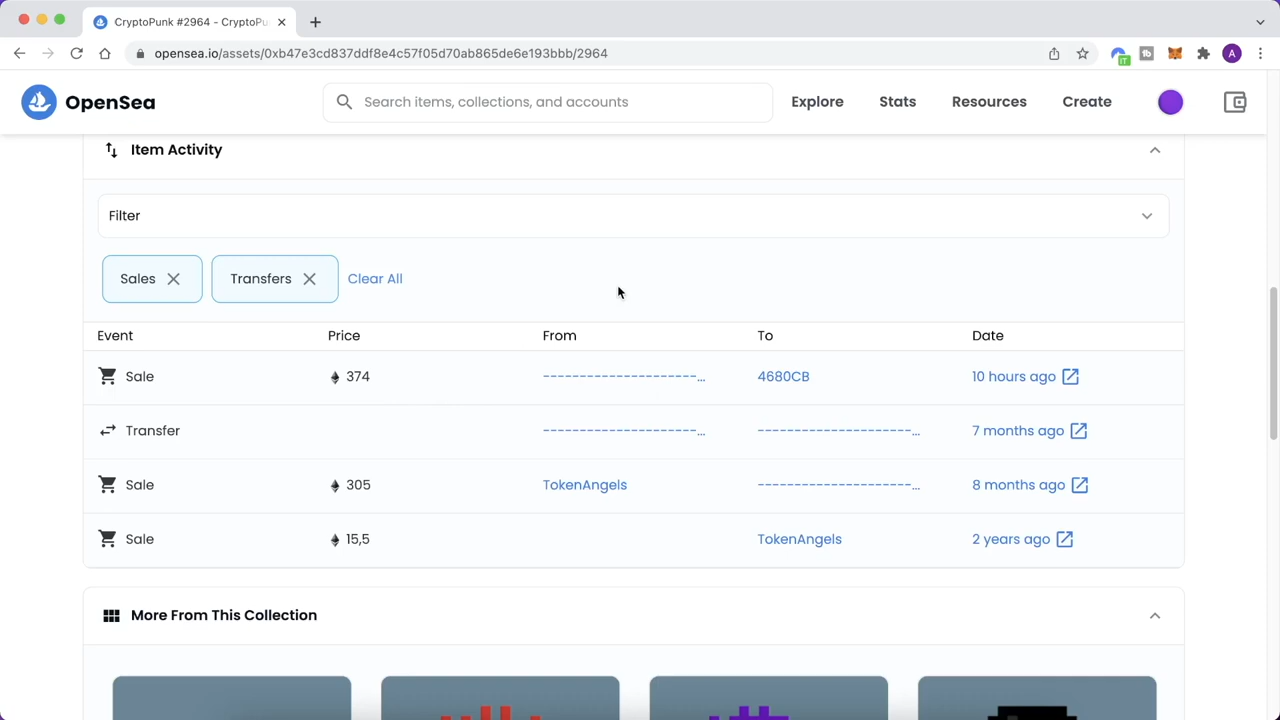 CryptoPunk #2964 - CryptoPu
opensea.io/assets/0xb47e3cd837ddf8e4c57f05d70ab865de6e193bbb/2964
IT
tb
A
OpenSea
Search items, collections, and accounts
Explore
Stats
Resources
Create
Item Activity
Filter
Sales
Transfers
Clear All
Event Price From To Date
Sale 374 ---------------------... 4680CB 10 hours ago
Transfer ---------------------... ---------------------... 7 months ago
Sale 305 TokenAngels ---------------------... 8 months ago
Sale 15,5 TokenAngels 2 years ago
More From This Collection